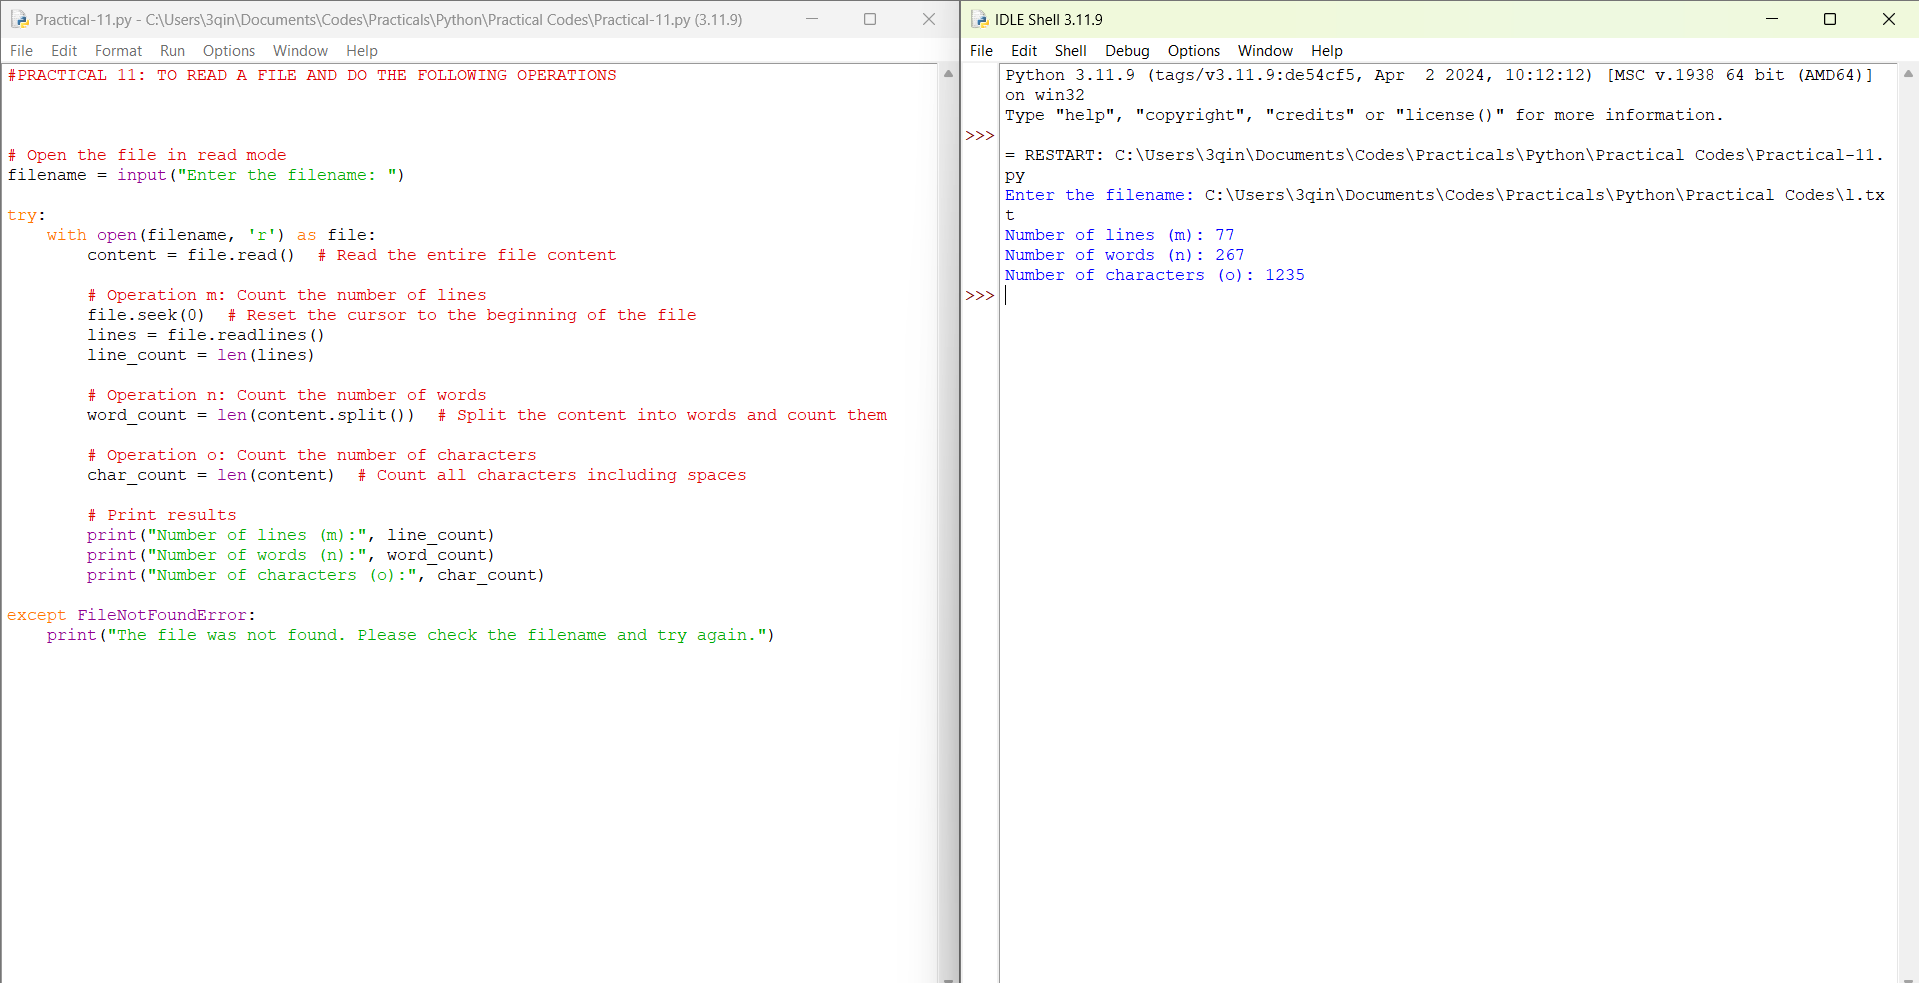 Practical-11.py - C:\Users\3qin\Documents\Codes\Practicals\Python\Practical Codes\Practical-11.py (3.11.9)
File Edit Format Run Options Window Help
#PRACTICAL 11: TO READ A FILE AND DO THE FOLLOWING OPERATIONS
# Open the file in read mode
filename = input("Enter the filename: ")
try:
    with open(filename, 'r') as file:
        content = file.read()  # Read the entire file content
        # Operation m: Count the number of lines
        file.seek(0)  # Reset the cursor to the beginning of the file
        lines = file.readlines()
        line_count = len(lines)
        # Operation n: Count the number of words
        word_count = len(content.split())  # Split the content into words and count them
        # Operation o: Count the number of characters
        char_count = len(content)  # Count all characters including spaces
        # Print results
        print("Number of lines (m):", line_count)
        print("Number of words (n):", word_count)
        print("Number of characters (o):", char_count)
except FileNotFoundError:
    print("The file was not found. Please check the filename and try again.")
IDLE Shell 3.11.9
File Edit Shell Debug Options Window Help
Python 3.11.9 (tags/v3.11.9:de54cf5, Apr  2 2024, 10:12:12) [MSC v.1938 64 bit (AMD64)]
on win32
Type "help", "copyright", "credits" or "license()" for more information.
>>>
= RESTART: C:\Users\3qin\Documents\Codes\Practicals\Python\Practical Codes\Practical-11.
py
Enter the filename: C:\Users\3qin\Documents\Codes\Practicals\Python\Practical Codes\l.tx
t
Number of lines (m): 77
Number of words (n): 267
Number of characters (o): 1235
>>>